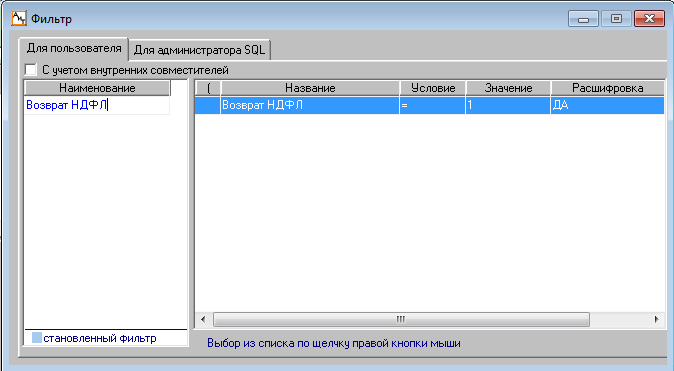 Фильтр
Для пользователя Для администратора SQL
С учетом внутренних совместителей
Наименование ( Название Условие Значение Расшифровка
Возврат НДФЛ Возврат НДФЛ = 1 ДА
становленный фильтр
Выбор из списка по щелчку правой кнопки мыши